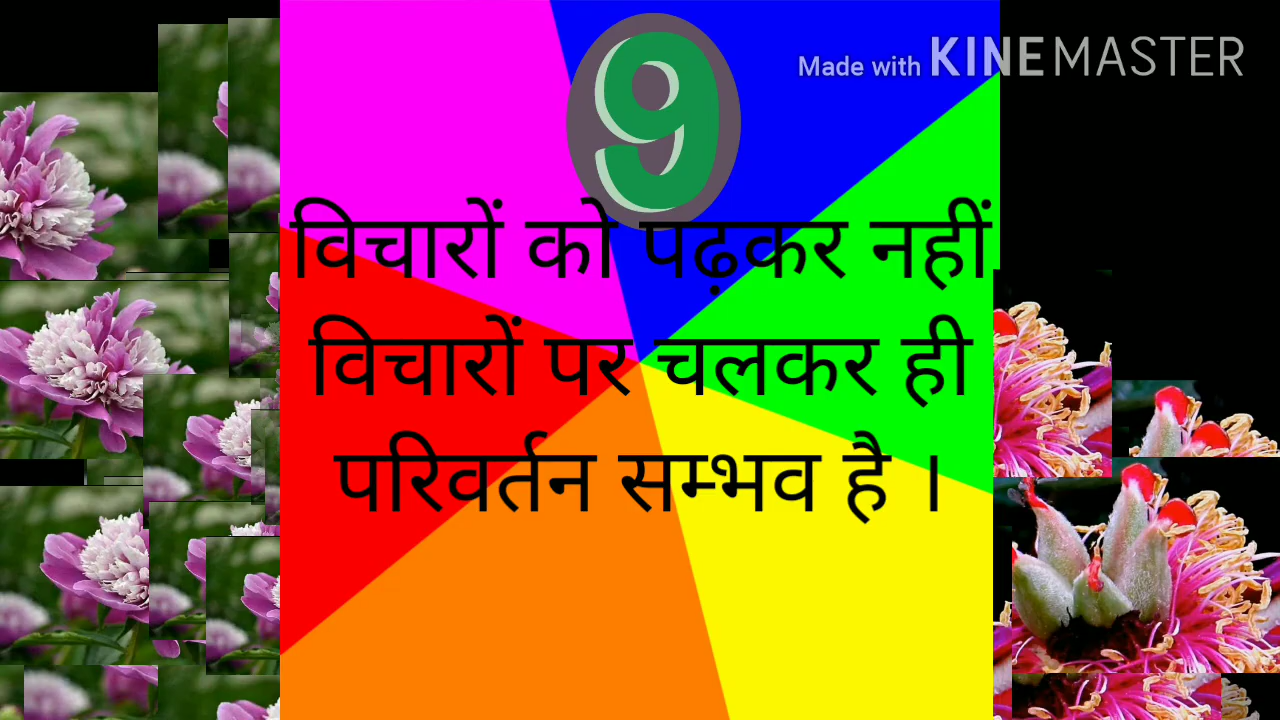 9
Made with KINEMASTER
विचारों को पढ़कर नहीं
विचारों पर चलकर ही
परिवर्तन सम्भव है ।